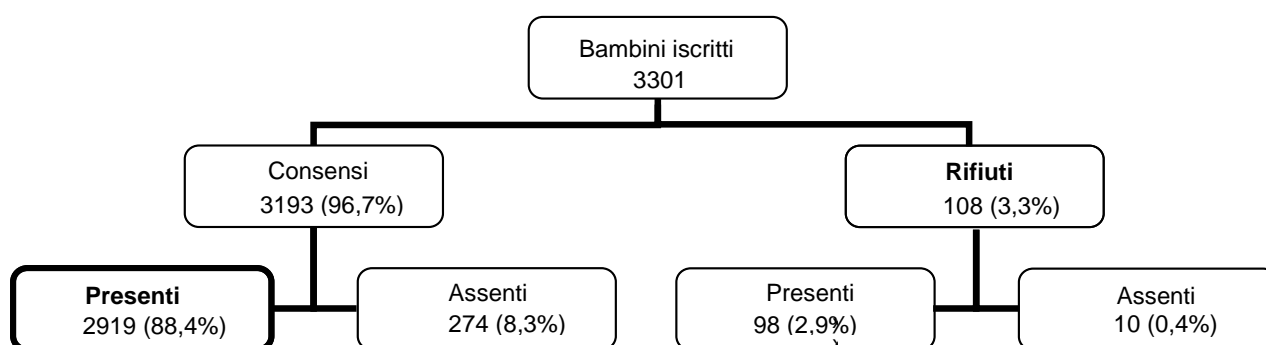 Bambini iscritti
3301
Consensi
3193 (96,7%)
Rifiuti
108 (3,3%)
Presenti
2919 (88,4%)
Assenti
274 (8,3%)
Presenti
98 (2,9%)
Assenti
10 (0,4%)